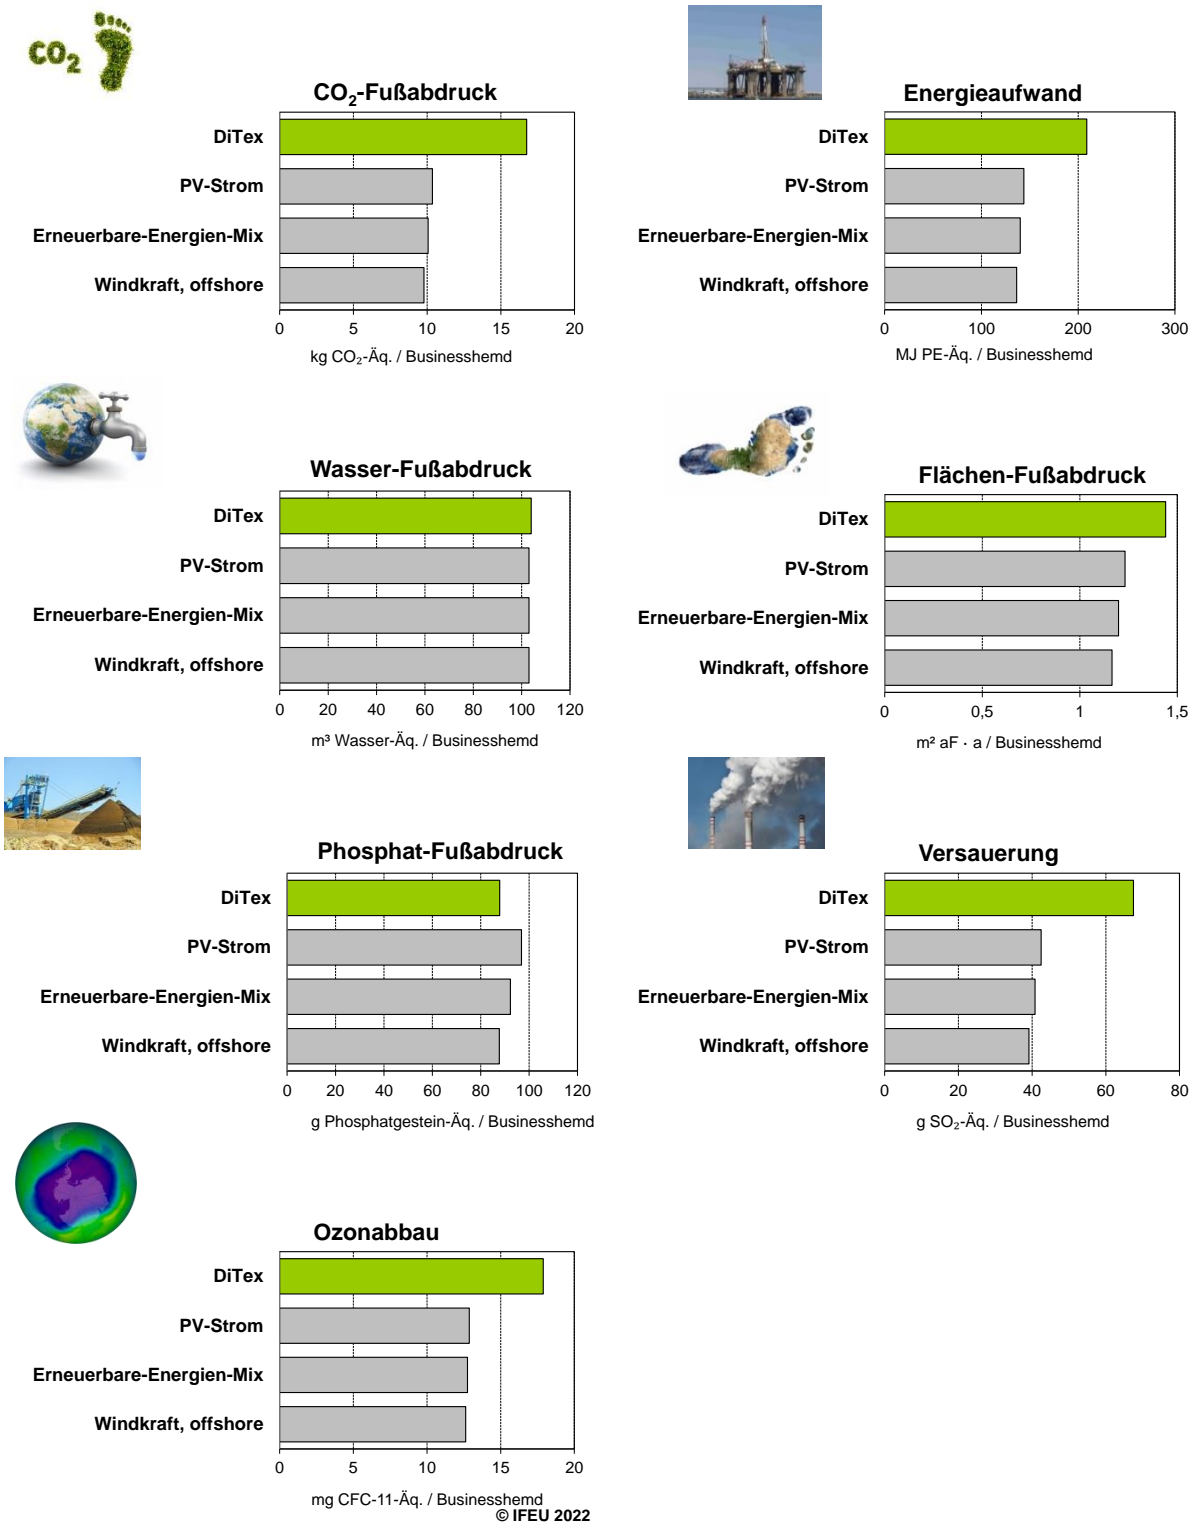 CO2
CO₂-Fußabdruck
DiTex
PV-Strom
Erneuerbare-Energien-Mix
Windkraft, offshore
0 5 10 15 20
kg CO₂-Äq. / Businesshemd
Energieaufwand
DiTex
PV-Strom
Erneuerbare-Energien-Mix
Windkraft, offshore
0 100 200 300
MJ PE-Äq. / Businesshemd
Wasser-Fußabdruck
DiTex
PV-Strom
Erneuerbare-Energien-Mix
Windkraft, offshore
0 20 40 60 80 100 120
m³ Wasser-Äq. / Businesshemd
Flächen-Fußabdruck
DiTex
PV-Strom
Erneuerbare-Energien-Mix
Windkraft, offshore
0 0,5 1 1,5
m² aF · a / Businesshemd
Phosphat-Fußabdruck
DiTex
PV-Strom
Erneuerbare-Energien-Mix
Windkraft, offshore
0 20 40 60 80 100 120
g Phosphatgestein-Äq. / Businesshemd
Versauerung
DiTex
PV-Strom
Erneuerbare-Energien-Mix
Windkraft, offshore
0 20 40 60 80
g SO₂-Äq. / Businesshemd
Ozonabbau
DiTex
PV-Strom
Erneuerbare-Energien-Mix
Windkraft, offshore
0 5 10 15 20
mg CFC-11-Äq. / Businesshemd
© IFEU 2022